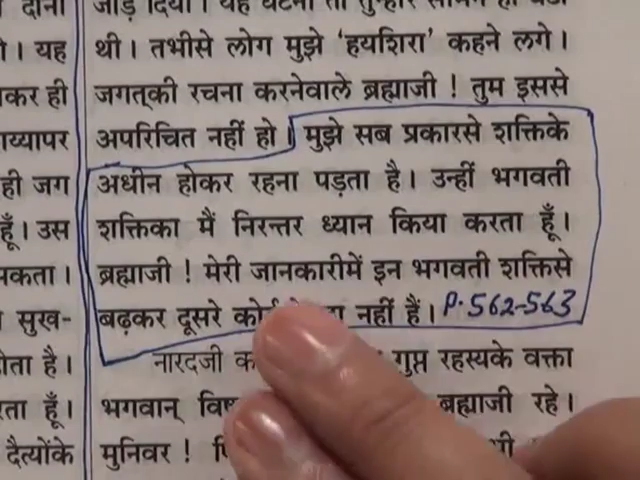 दोनों
जोड़ दिया। यह घटना तो तुम्हारे सामने ही घटी
। यह
थी। तभीसे लोग मुझे ‘हयशिरा’ कहने लगे।
कर ही
जगत्‌की रचना करनेवाले ब्रह्माजी ! तुम इससे
य्यापर
अपरिचित नहीं हो। मुझे सब प्रकारसे शक्तिके
ही जग
अधीन होकर रहना पड़ता है। उन्हीं भगवती
हूँ। उस
शक्तिका मैं निरन्तर ध्यान किया करता हूँ।
सकता।
ब्रह्माजी ! मेरी जानकारीमें इन भगवती शक्तिसे
सुख-
बढ़कर दूसरे नहीं हैं। P. 562-563
होता है।
नारदजी गुप्त रहस्यके वक्ता
हूँ।
भगवान् ब्रह्माजी रहे।
दैत्योंके
मुनिवर !